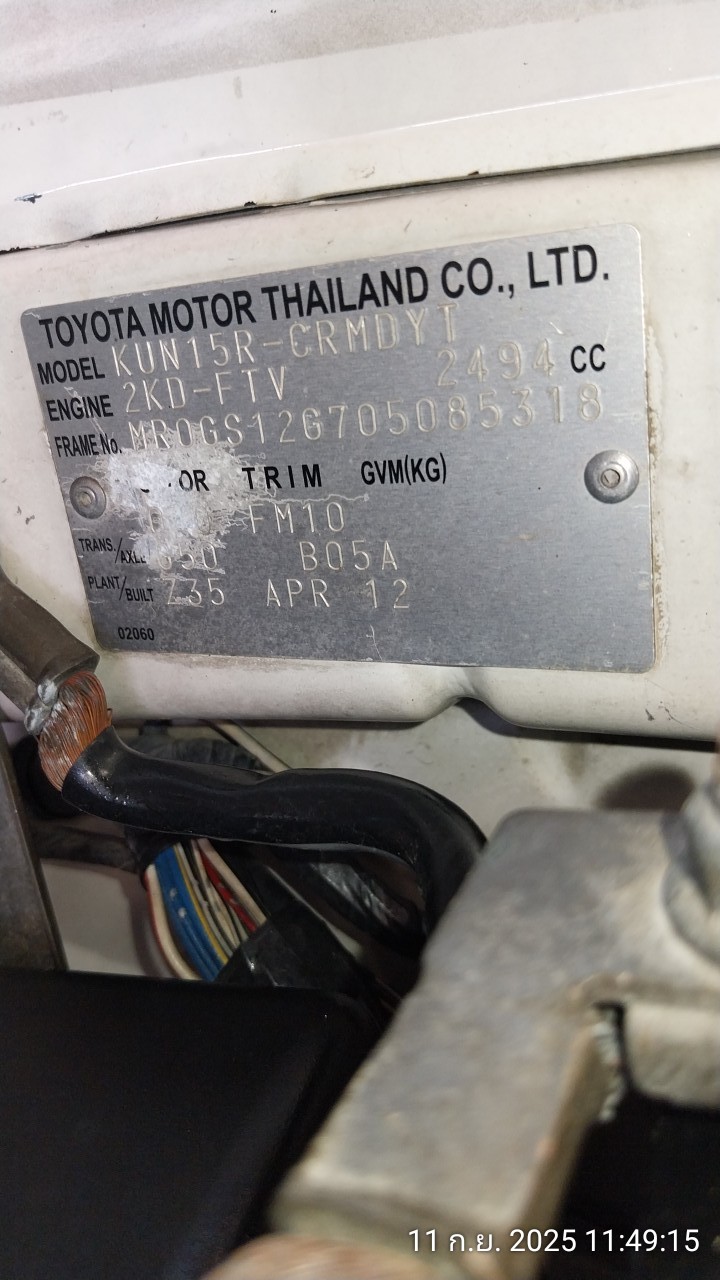 TOYOTA MOTOR THAILAND CO., LTD.
MODEL KUN15R-CRMDYT
ENGINE 2KD-FTV 2494 CC
FRAME No. MR0GS12G705085318
TRIM GVM(KG)
FM10
TRANS./AXLE B05A
PLANT/BUILT Z35 APR 12
02060
11 ก.ย. 2025 11:49:15